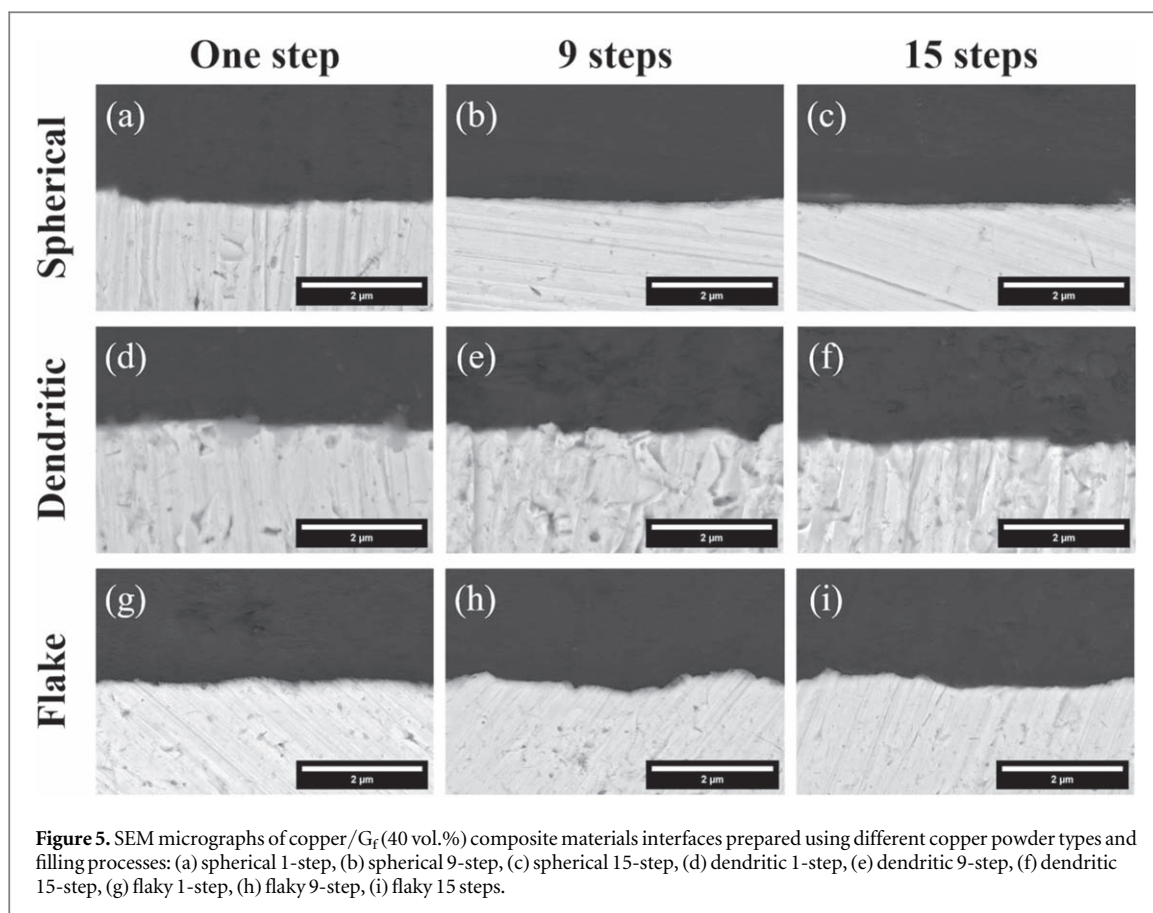 One step 9 steps 15 steps
Spherical
(a) (b) (c)
2 µm 2 µm 2 µm
Dendritic
(d) (e) (f)
2 µm 2 µm 2 µm
Flake
(g) (h) (i)
2 µm 2 µm 2 µm
Figure 5. SEM micrographs of copper/Gf (40 vol.%) composite materials interfaces prepared using different copper powder types and
filling processes: (a) spherical 1-step, (b) spherical 9-step, (c) spherical 15-step, (d) dendritic 1-step, (e) dendritic 9-step, (f) dendritic
15-step, (g) flaky 1-step, (h) flaky 9-step, (i) flaky 15 steps.